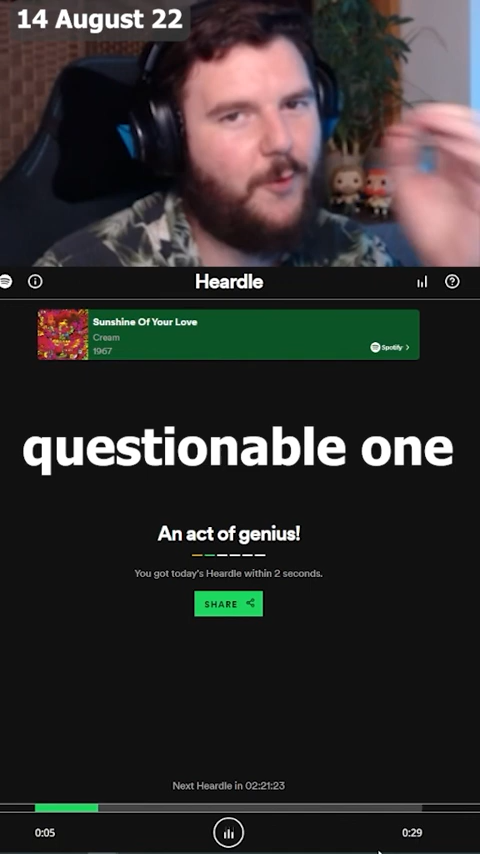 14 August 22
Heardle
Sunshine Of Your Love
Cream
1967
Spotify
questionable one
An act of genius!
You got today's Heardle within 2 seconds.
SHARE
Next Heardle in 02:21:23
0:05
0:29